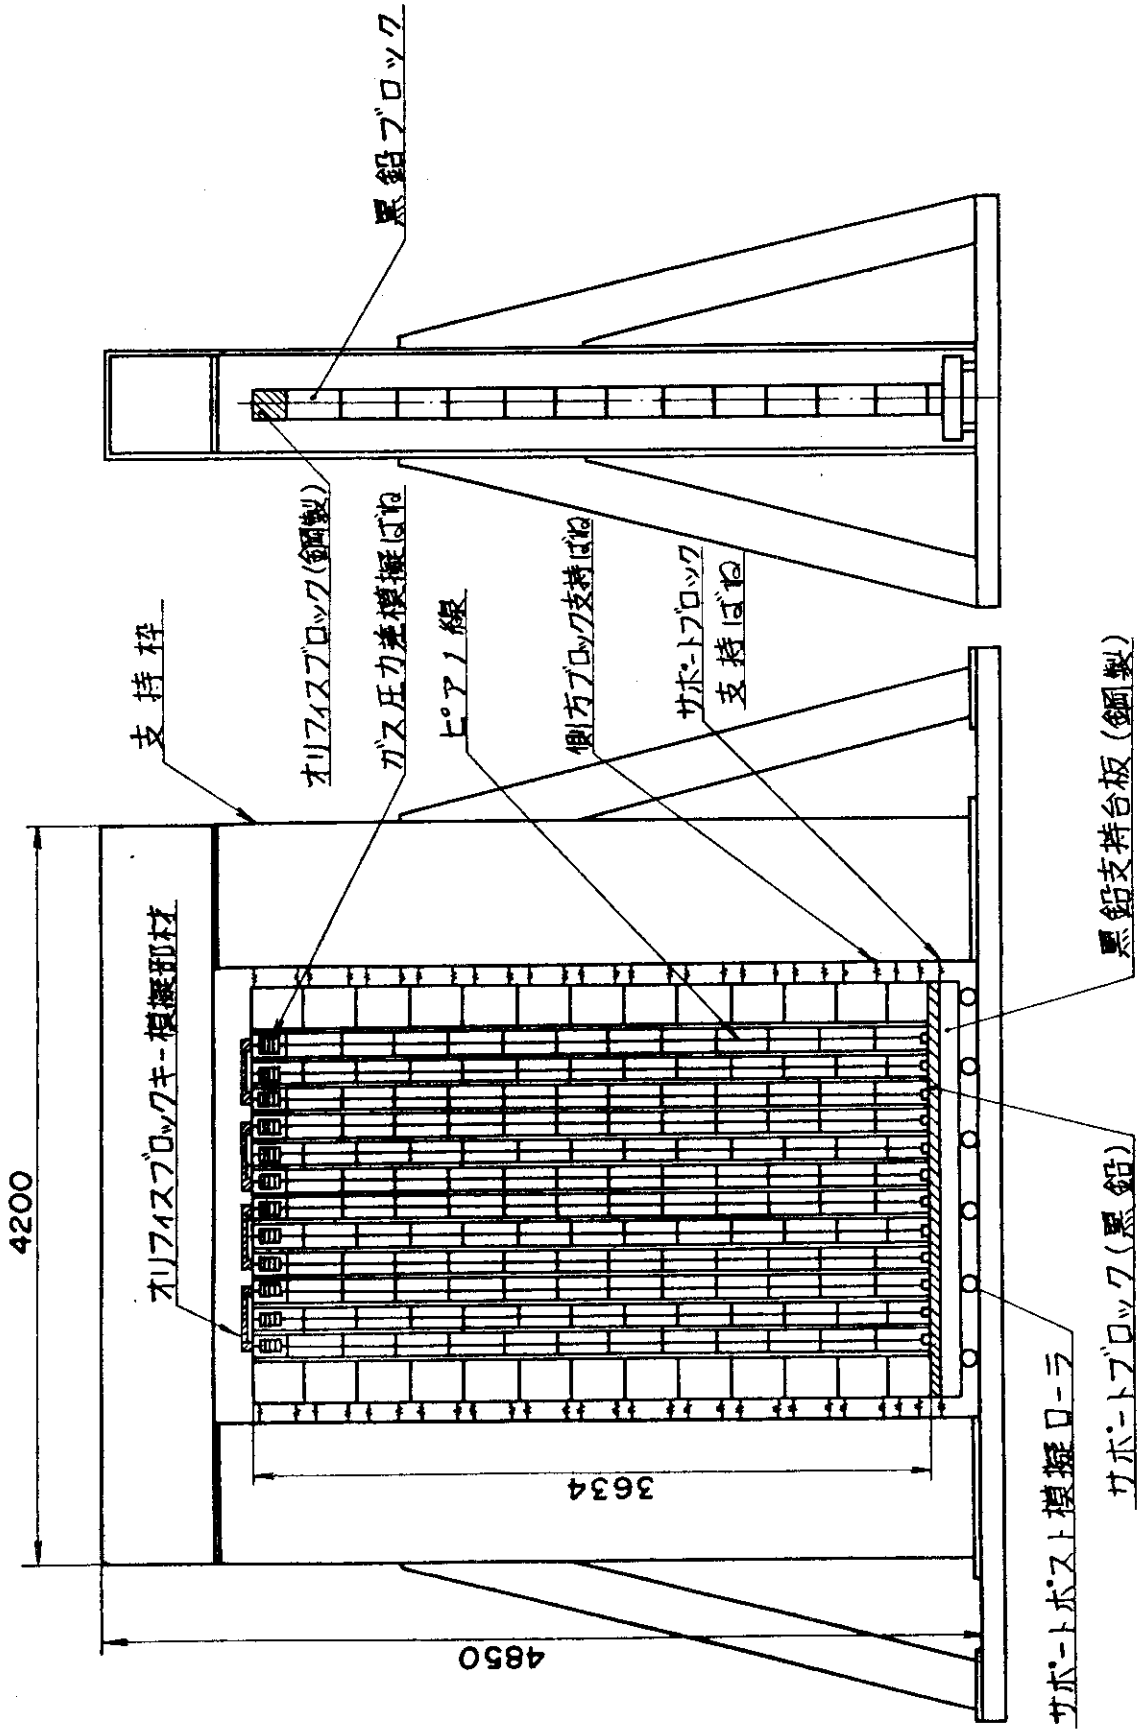 4200
4850
3634
オリフィスブロックキー模擬部材
支持枠
オリフィスブロック(鋼製)
ガス圧力差模擬ばね
ピアノ線
側方ブロック支持ばね
サポートブロック
支持ばね
黒鉛ブロック
サポートポスト模擬ローラ
サポートブロック(黒鉛)
黒鉛支持台板(鋼製)